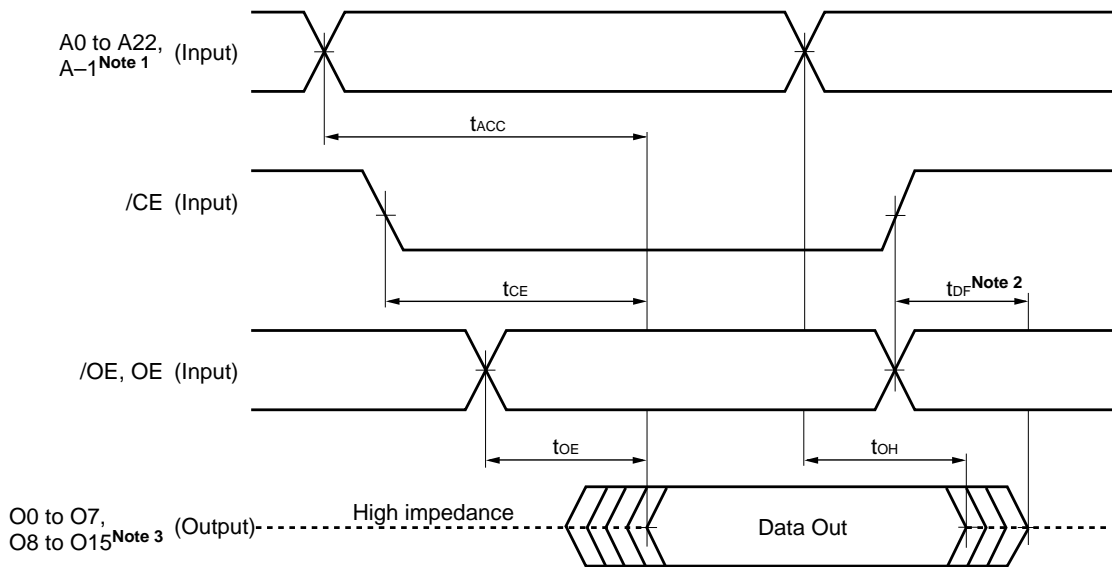 A0 to A22,
A–1Note 1 (Input)
tACC
/CE (Input)
tCE
tDFNote 2
/OE, OE (Input)
tOE
tOH
O0 to O7,
O8 to O15Note 3 (Output)
High impedance
Data Out